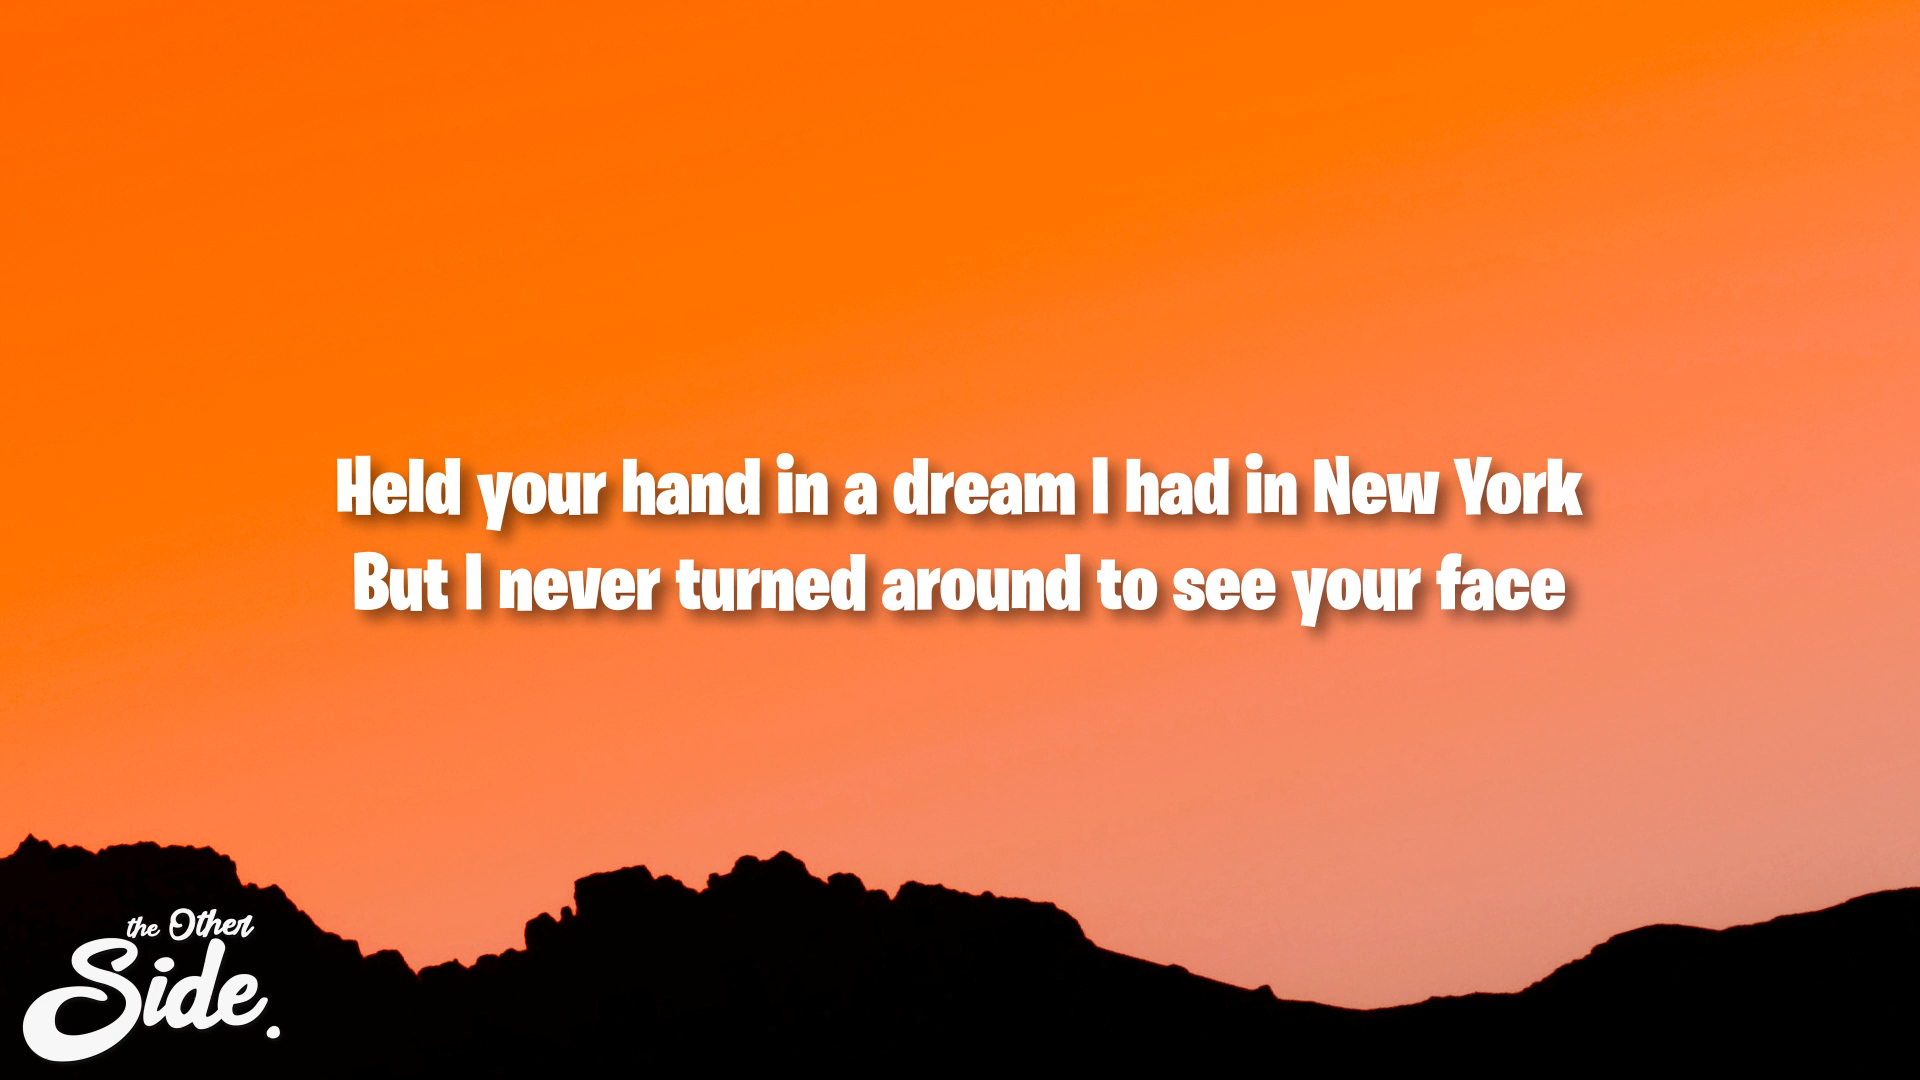 Held your hand in a dream I had in New York
But I never turned around to see your face
the Other
Side.